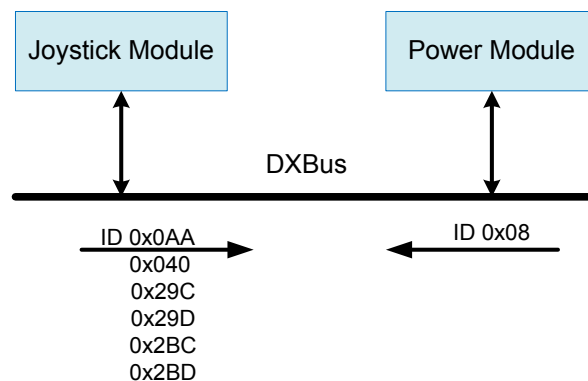 Joystick Module
Power Module
DXBus
ID 0x0AA
0x040
0x29C
0x29D
0x2BC
0x2BD
ID 0x08